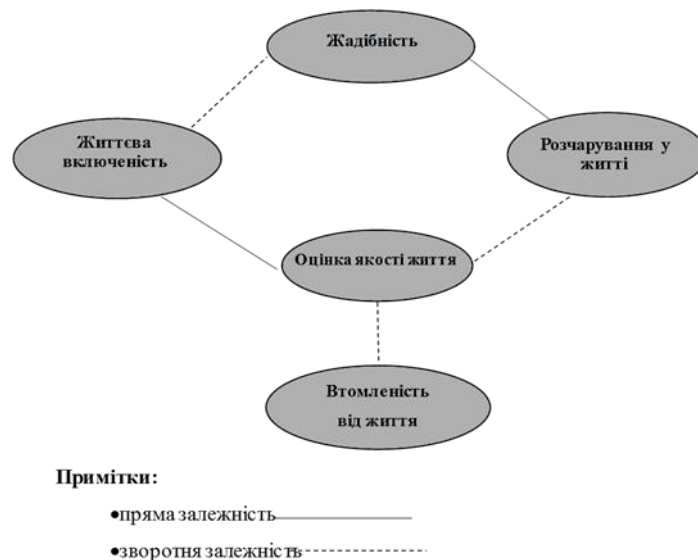 Жадібність
Життєва
включеність
Розчарування у
житті
Оцінка якості життя
Втомленість
від життя
Примітки:
•пряма залежність
•зворотня залежність